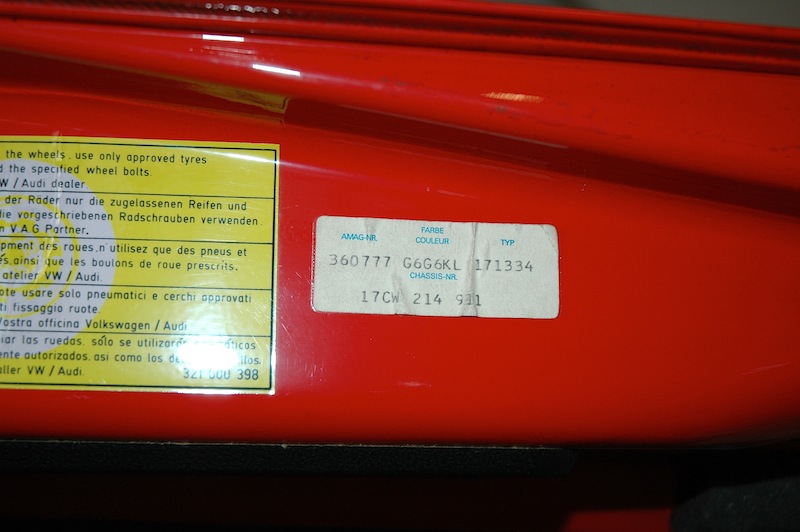 the wheels. use only approved tyres
d the specified wheel bolts.
W / Audi dealer
der Räder nur die zugelassenen Reifen und
die vorgeschriebenen Radschrauben verwenden.
n V.A.G Partner.
pment des roues, n'utilisez que des pneus et
és, ainsi que les boulons de roue prescrits.
atelier VW / Audi.
ote usare solo pneumatici e cerchi approvati
ti fissaggio ruote.
Vostra officina Volkswagen / Audi
iar las ruedas, sólo se utilizarán
ente autorizados, asi como los
aller VW / Audi.
321 000 398
AMAG-NR. FARBE COULEUR TYP
360777 G6G6KL 171334
CHASSIS-NR.
17CW 214 911